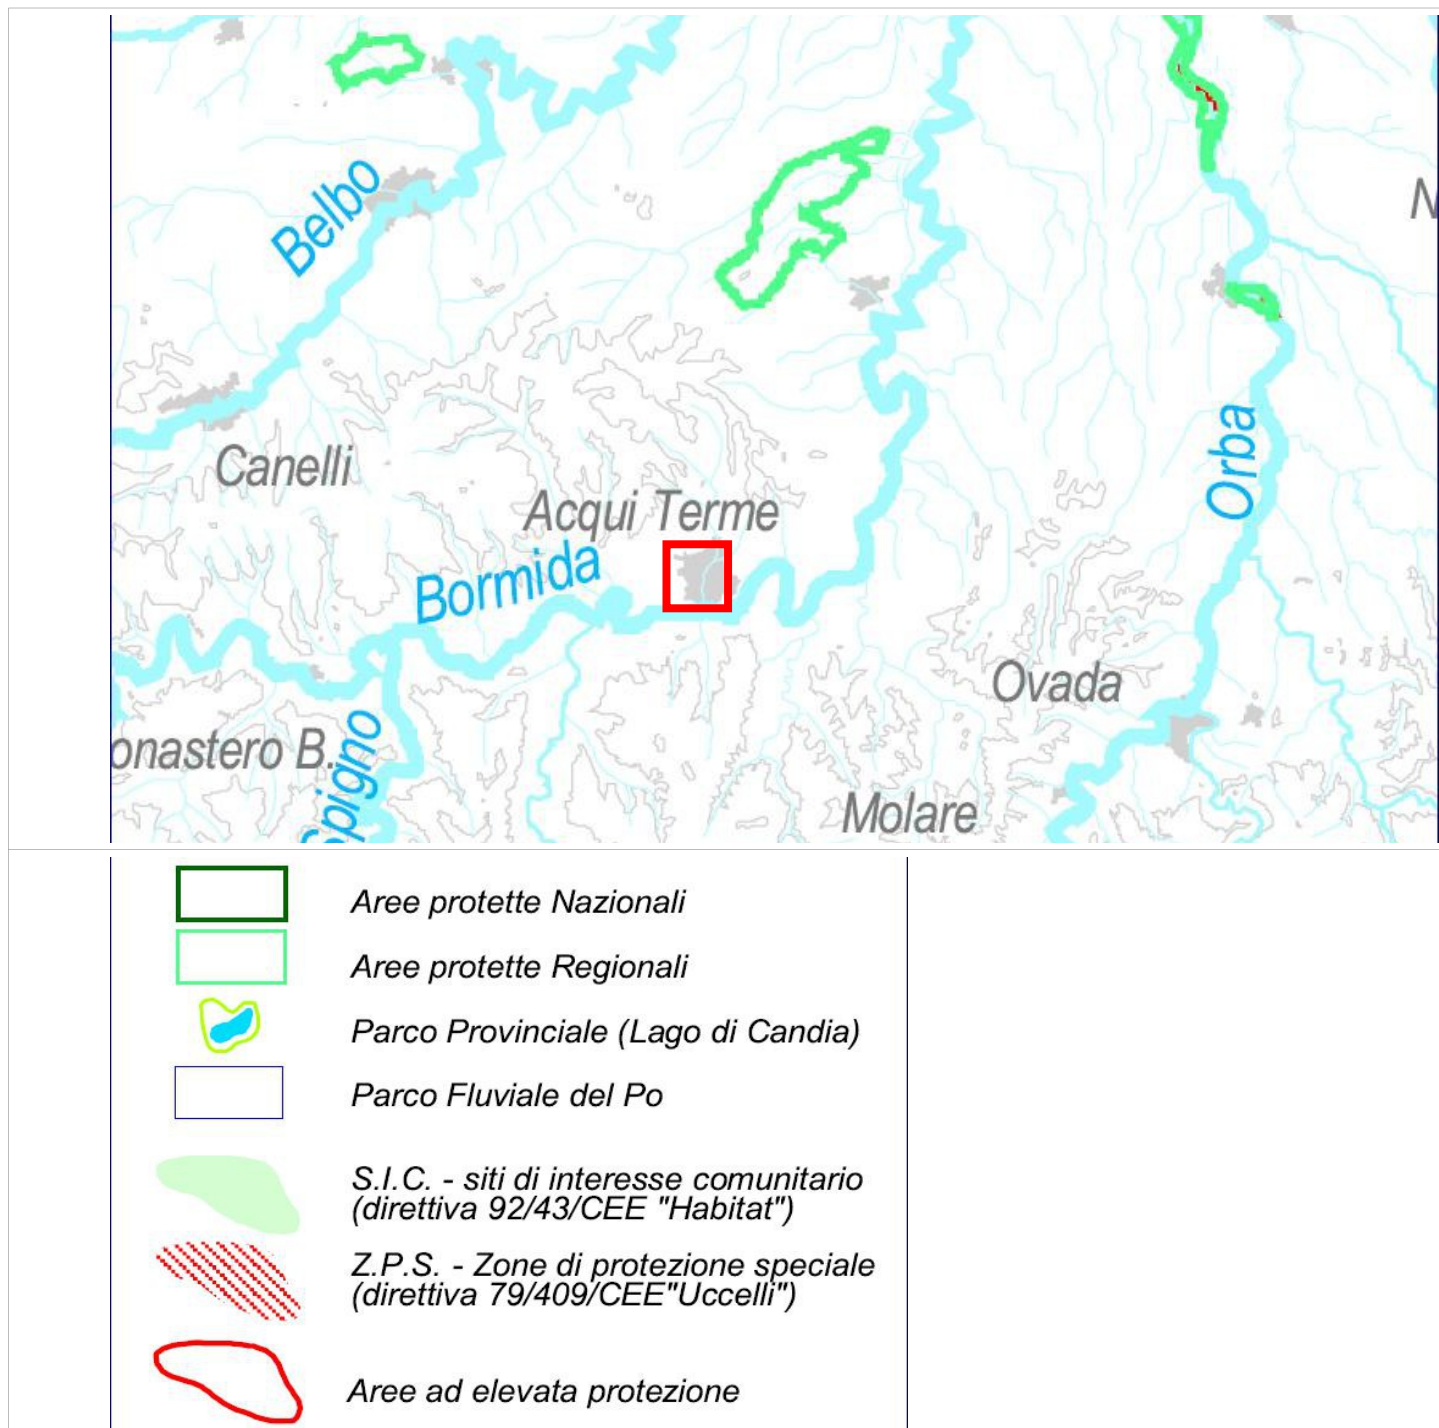 Belbo
N
Canelli
Orba
Acqui Terme
Bormida
Ovada
onastero B.
Spigno
Molare
Aree protette Nazionali
Aree protette Regionali
Parco Provinciale (Lago di Candia)
Parco Fluviale del Po
S.I.C. - siti di interesse comunitario
(direttiva 92/43/CEE "Habitat")
Z.P.S. - Zone di protezione speciale
(direttiva 79/409/CEE"Uccelli")
Aree ad elevata protezione